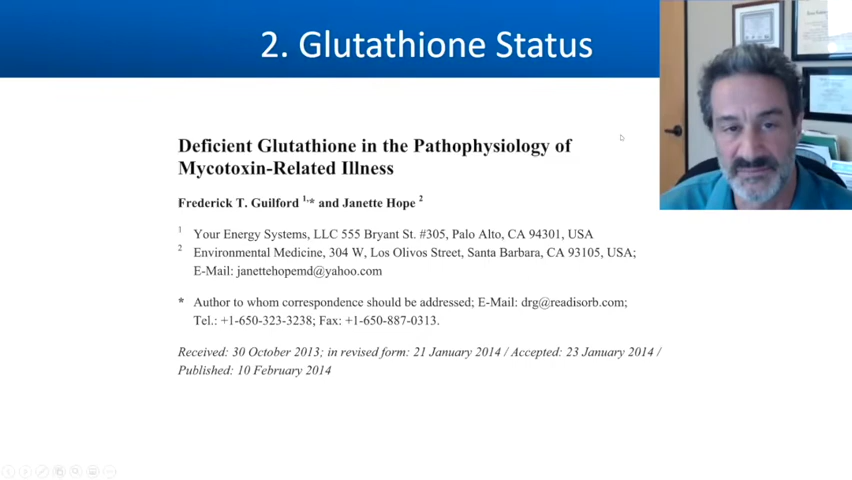 2. Glutathione Status
Deficient Glutathione in the Pathophysiology of
Mycotoxin-Related Illness
Frederick T. Guilford 1,* and Janette Hope 2
1 Your Energy Systems, LLC 555 Bryant St. #305, Palo Alto, CA 94301, USA
2 Environmental Medicine, 304 W, Los Olivos Street, Santa Barbara, CA 93105, USA;
E-Mail: janettehopemd@yahoo.com
* Author to whom correspondence should be addressed; E-Mail: drg@readisorb.com;
Tel.: +1-650-323-3238; Fax: +1-650-887-0313.
Received: 30 October 2013; in revised form: 21 January 2014 / Accepted: 23 January 2014 /
Published: 10 February 2014